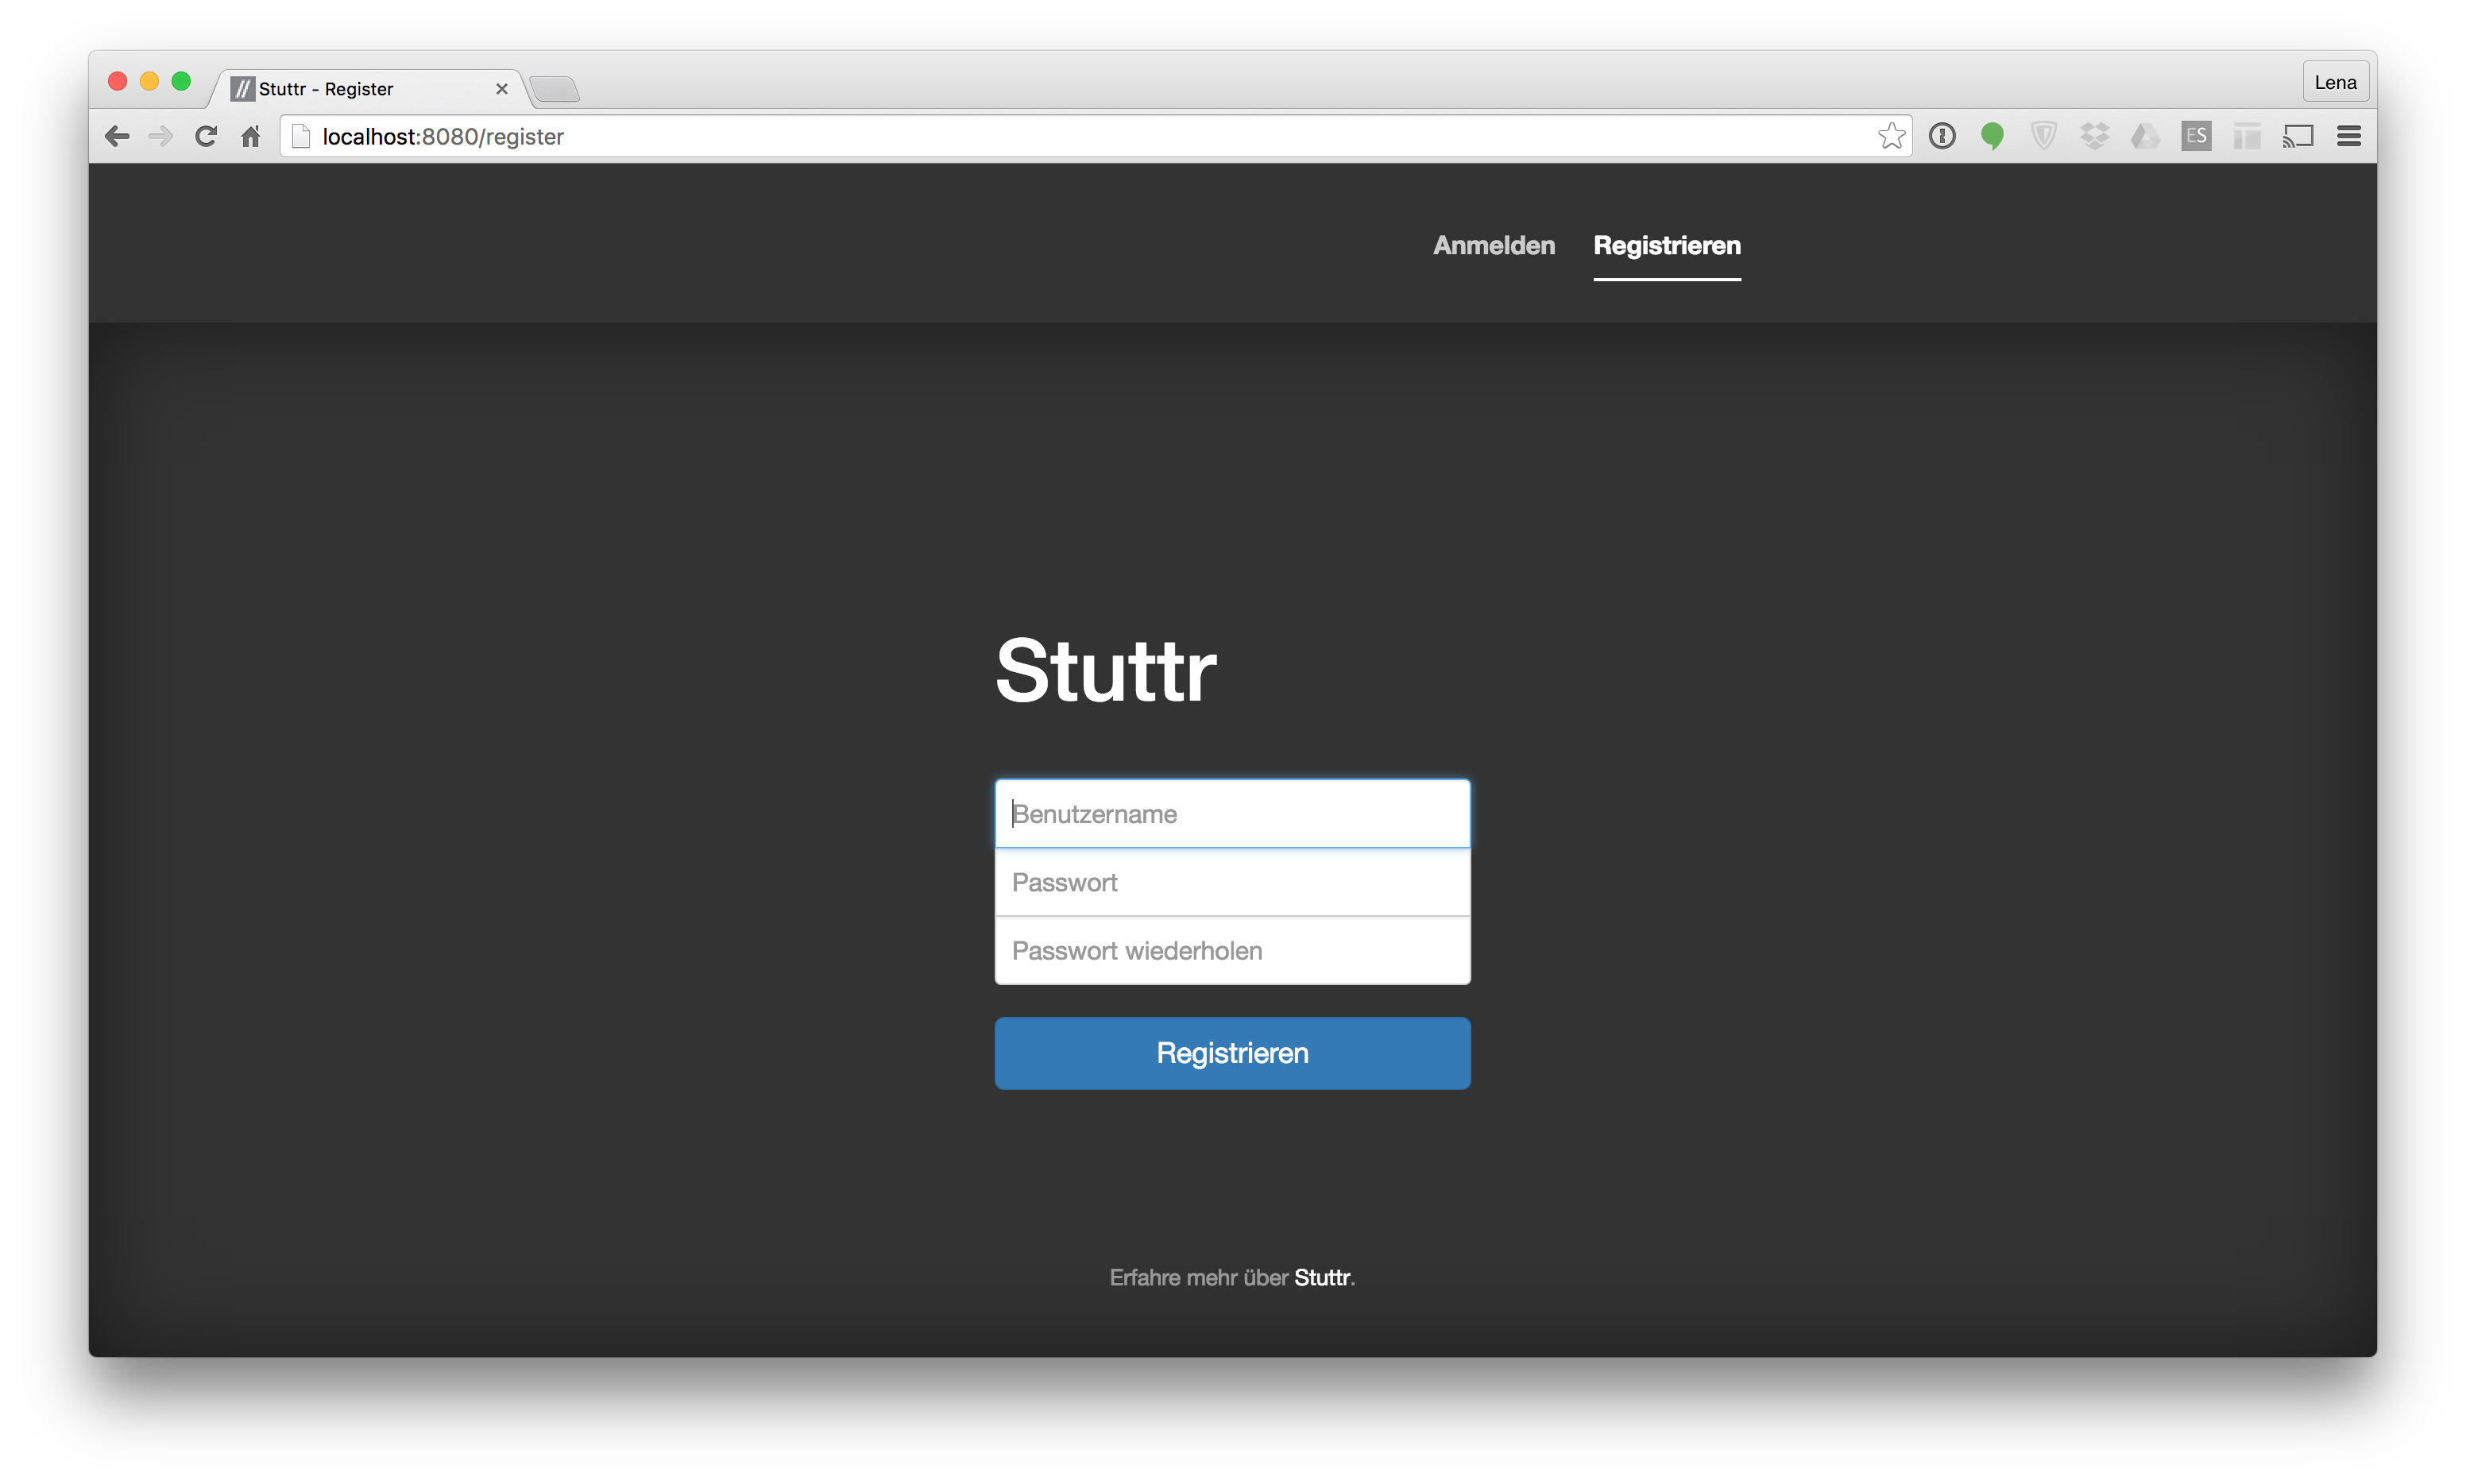 Stuttr - Register
Lena
localhost:8080/register
ES
Anmelden
Registrieren
Stuttr
Benutzername
Passwort
Passwort wiederholen
Registrieren
Erfahre mehr über Stuttr.